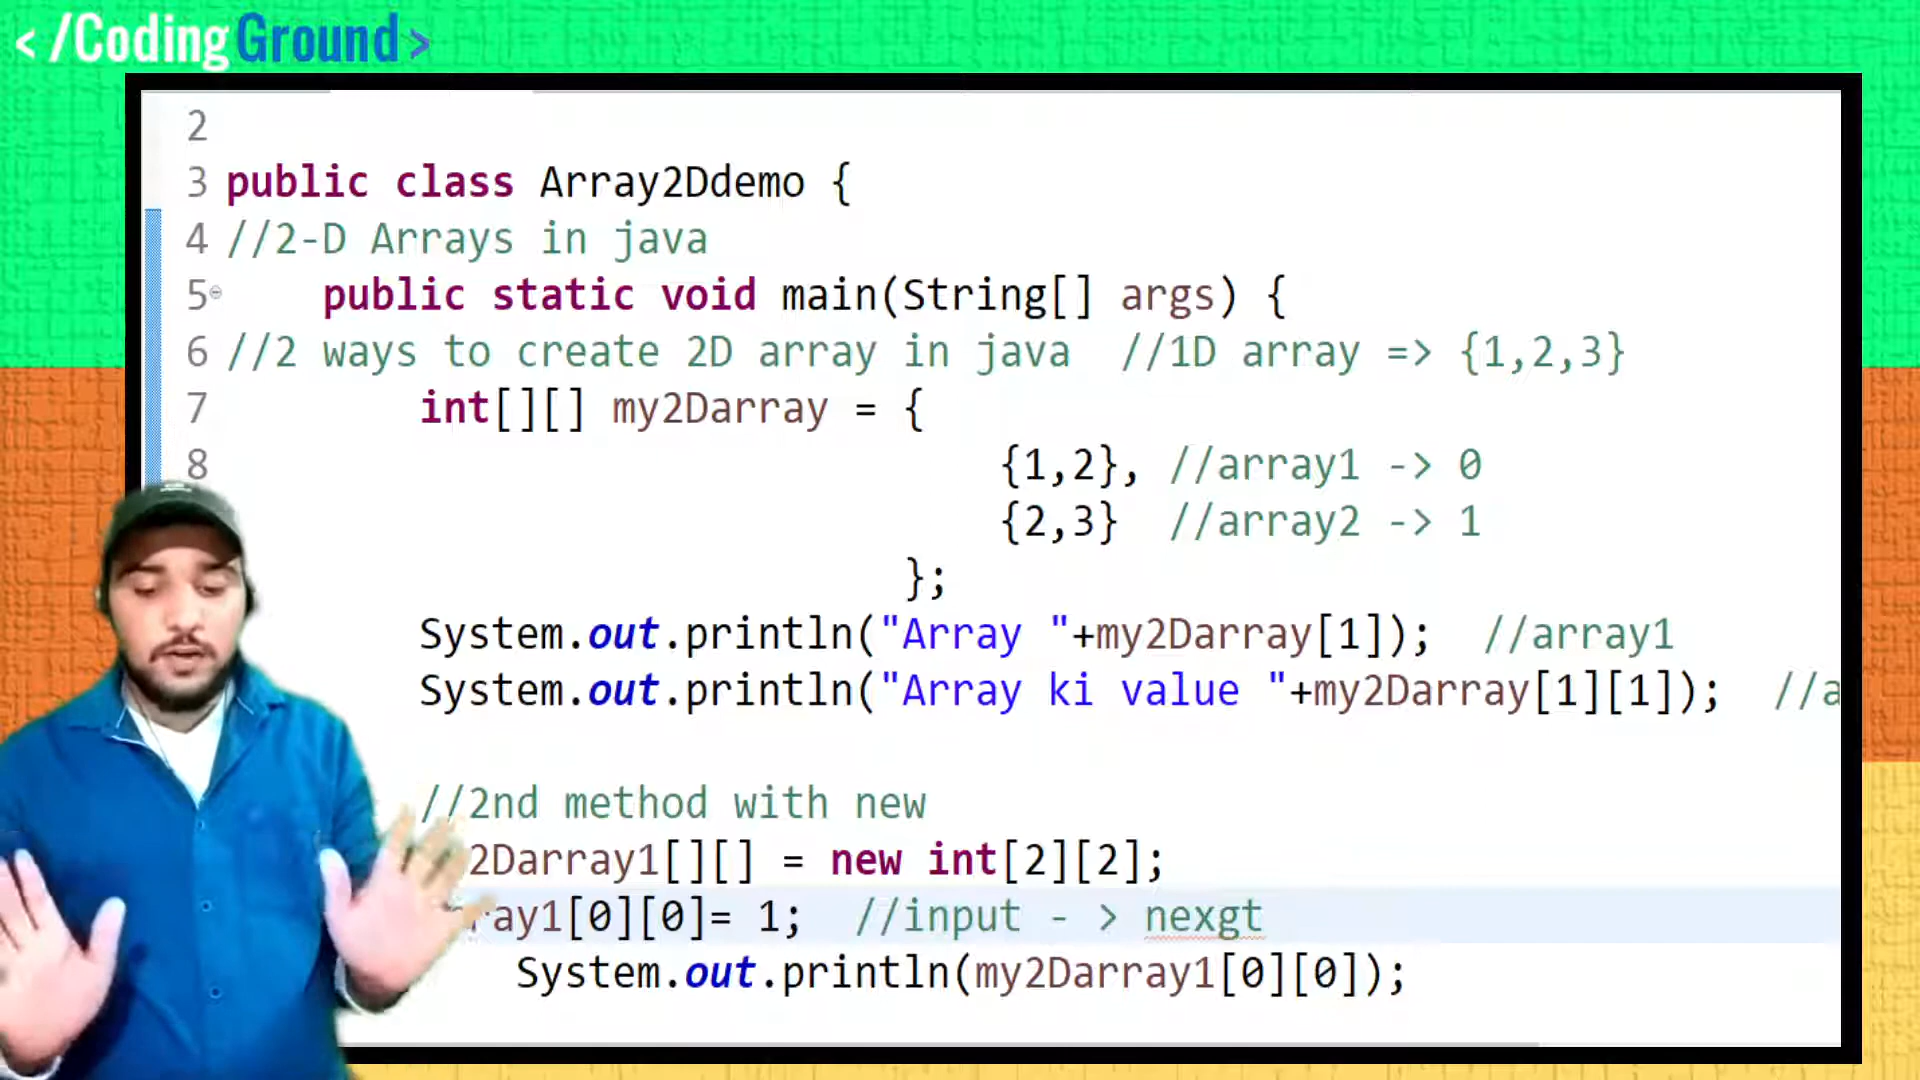 </CodingGround>
2
3 public class Array2Ddemo {
4 //2-D Arrays in java
5 public static void main(String[] args) {
6 //2 ways to create 2D array in java //1D array => {1,2,3}
7 int[][] my2Darray = {
8 {1,2}, //array1 -> 0
{2,3} //array2 -> 1
};
System.out.println("Array "+my2Darray[1]); //array1
System.out.println("Array ki value "+my2Darray[1][1]); //a
//2nd method with new
2Darray1[][] = new int[2][2];
ray1[0][0]= 1; //input - > nexgt
System.out.println(my2Darray1[0][0]);